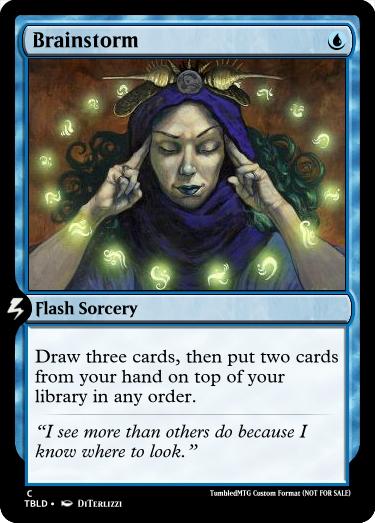 Brainstorm
Flash Sorcery
Draw three cards, then put two cards
from your hand on top of your
library in any order.
“I see more than others do because I
know where to look.”
C
TumbledMTG Custom Format (NOT FOR SALE)
TBLD • DiTerlizzi